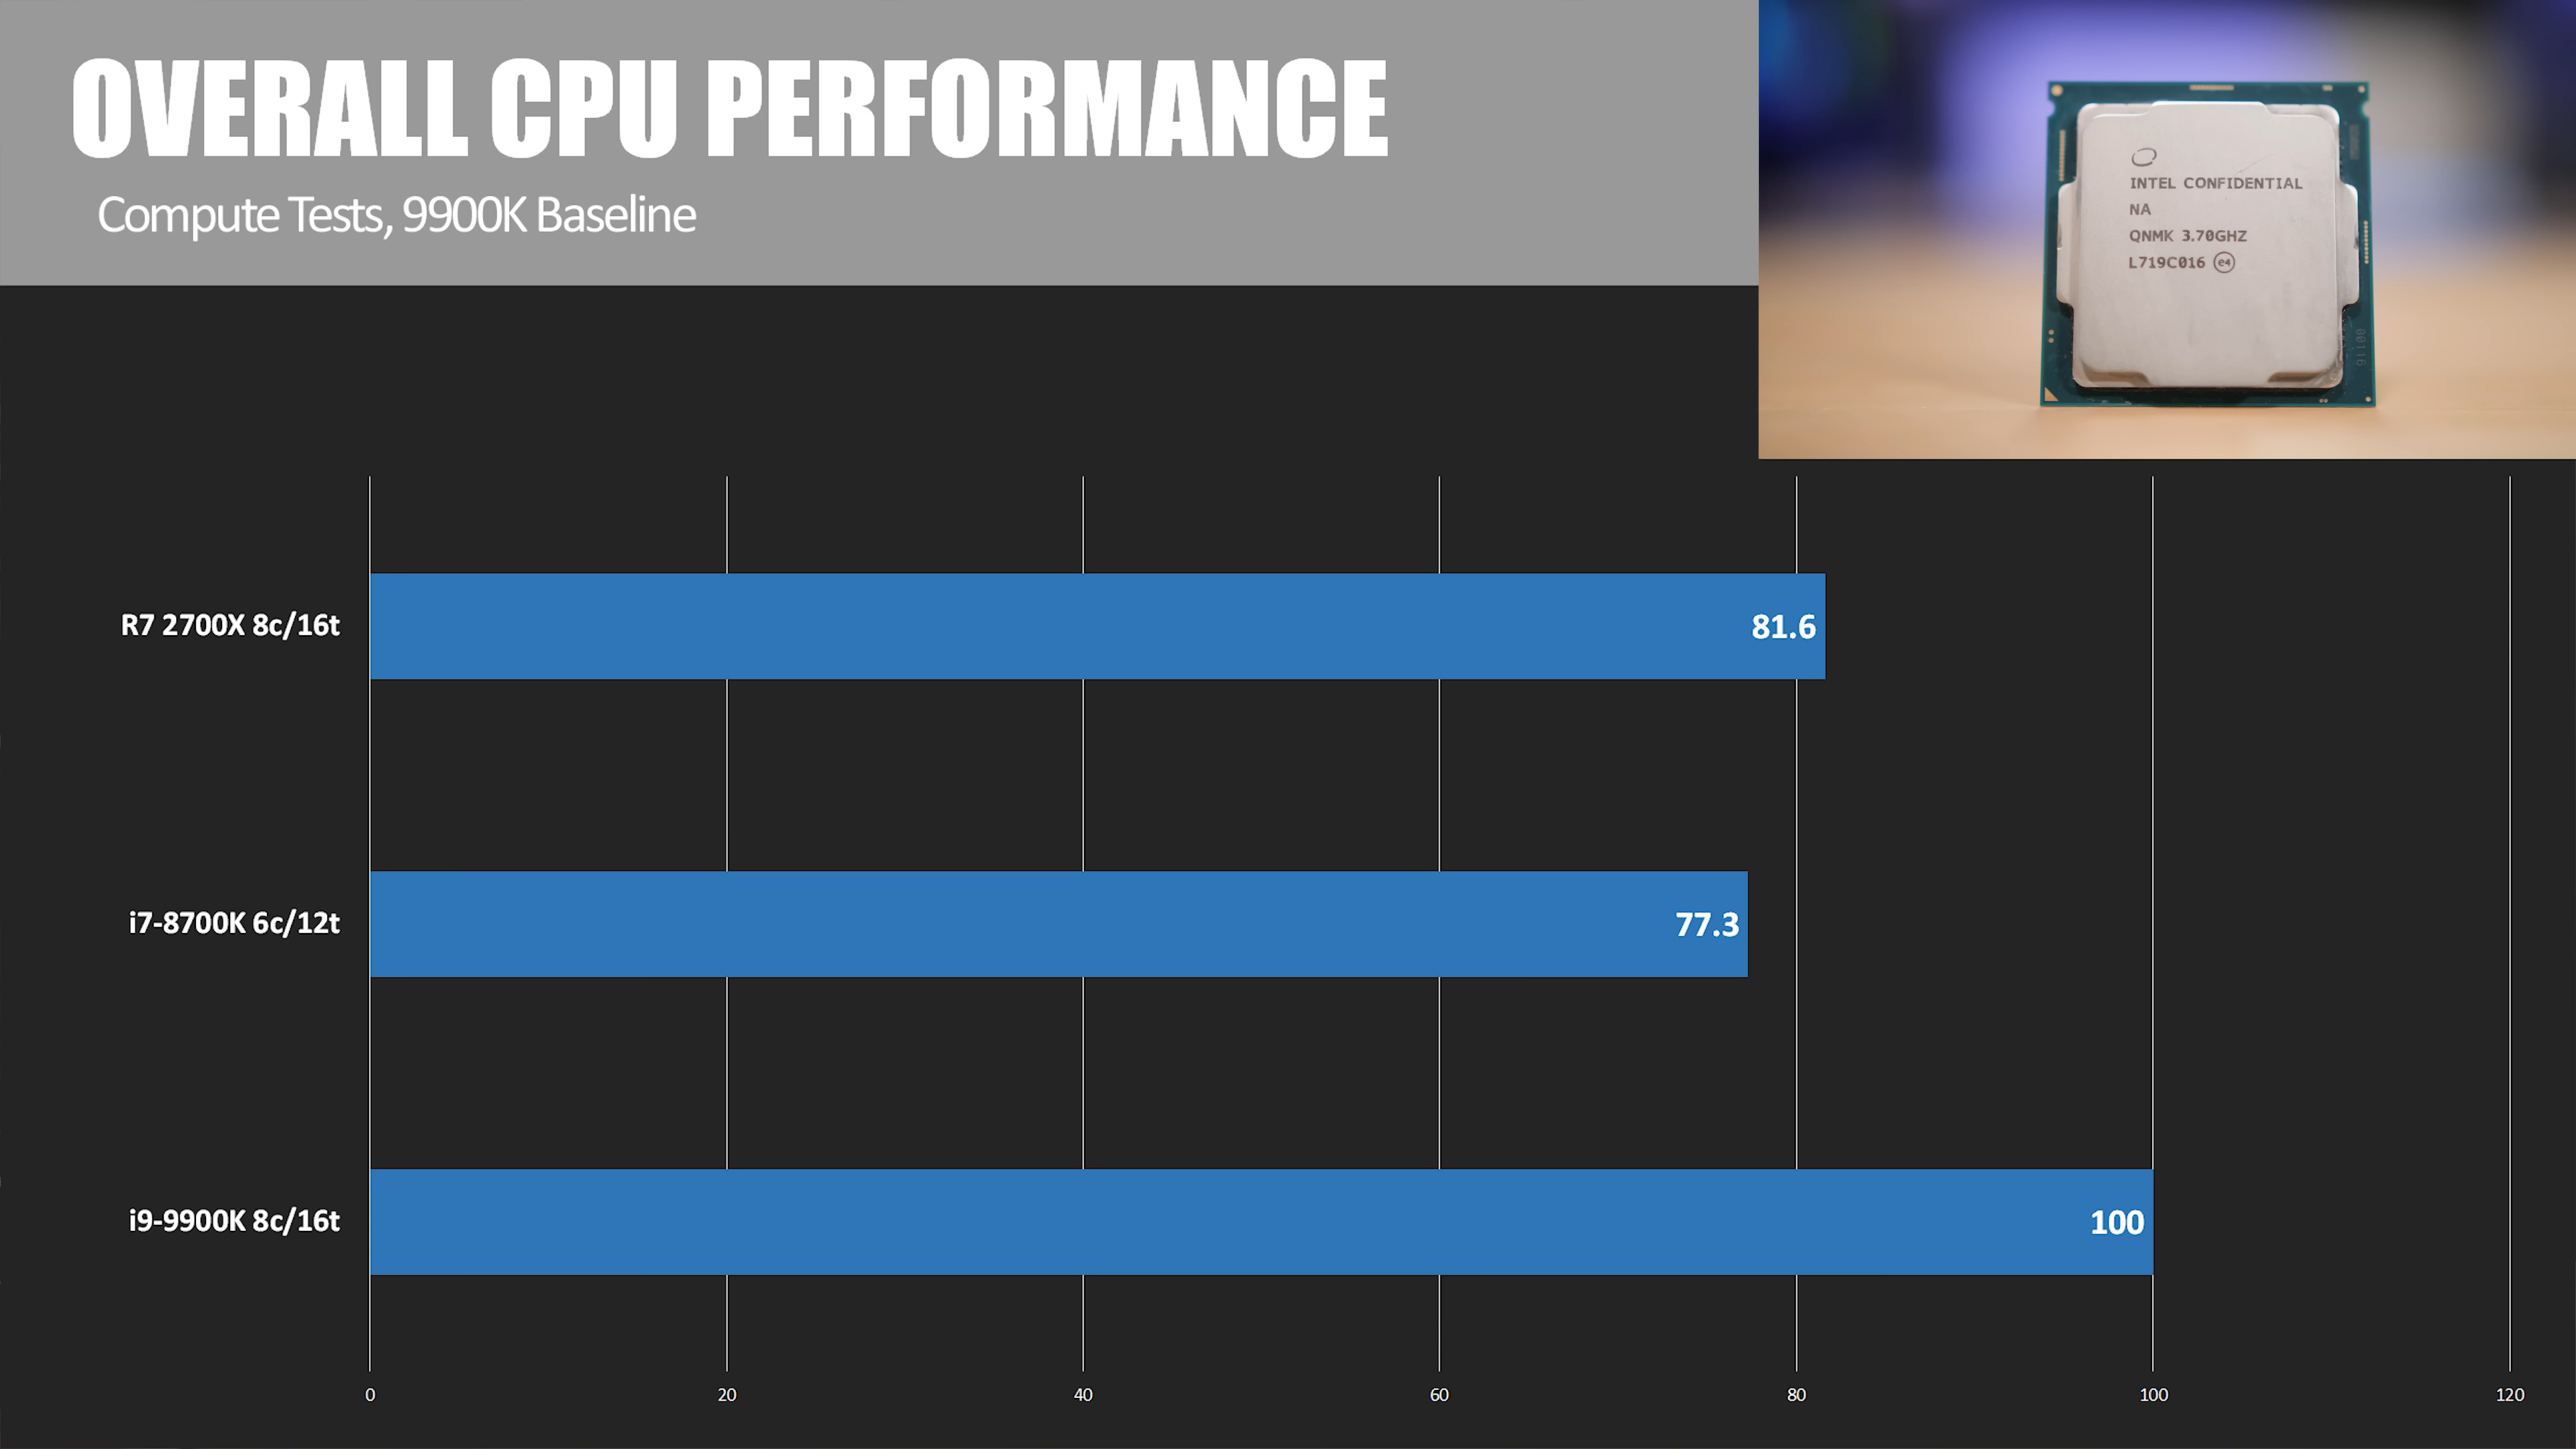 OVERALL CPU PERFORMANCE
Compute Tests, 9900K Baseline
INTEL CONFIDENTIAL
NA
QNMK 3.70GHZ
L719C016 e4
R7 2700X 8c/16t
81.6
i7-8700K 6c/12t
77.3
i9-9900K 8c/16t
100
0 20 40 60 80 100 120